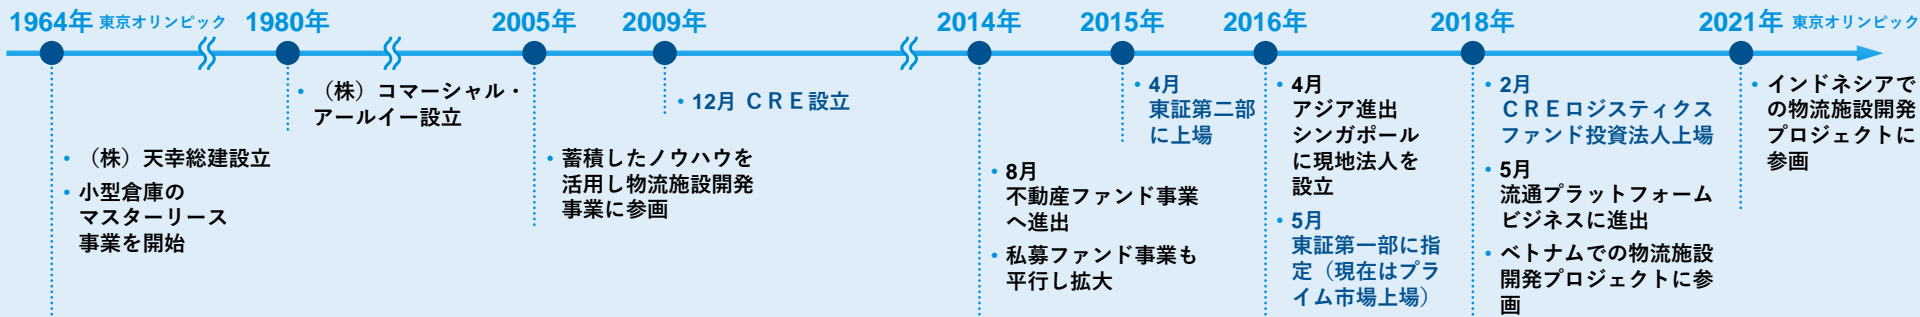 1964年 東京オリンピック
・（株）天幸総建設立
・小型倉庫の
マスターリース
事業を開始
1980年
・（株）コマーシャル・
アールイー設立
2005年
・蓄積したノウハウを
活用し物流施設開発
事業に参画
2009年
・12月 ＣＲＥ設立
2014年
・8月
不動産ファンド事業
へ進出
・私募ファンド事業も
平行し拡大
2015年
・4月
東証第二部
に上場
2016年
・4月
アジア進出
シンガポール
に現地法人を
設立
・5月
東証第一部に指
定（現在はプラ
イム市場上場）
2018年
・2月
ＣＲＥロジスティクス
ファンド投資法人上場
・5月
流通プラットフォーム
ビジネスに進出
・ベトナムでの物流施設
開発プロジェクトに参
画
2021年 東京オリンピック
・インドネシアで
の物流施設開発
プロジェクトに
参画